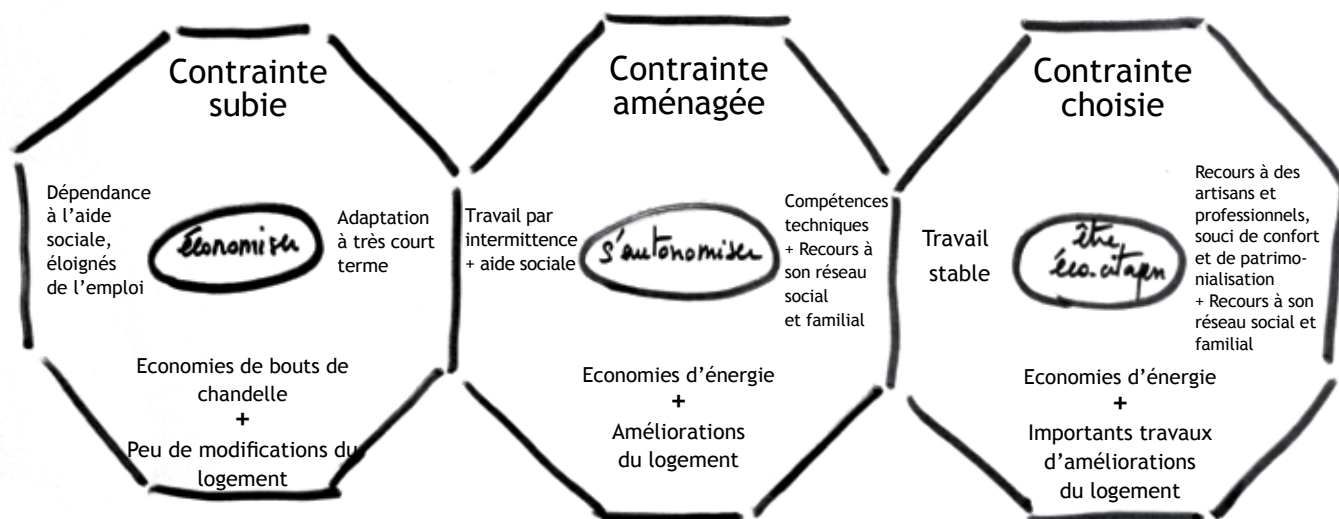 Contrainte
subie
Dépendance
à l’aide
sociale,
éloignés
de l’emploi
économiser
Adaptation
à très court
terme
Economies de bouts de
chandelle
+
Peu de modifications du
logement
Contrainte
aménagée
Travail par
intermittence
+ aide sociale
s'autonomiser
Compétences
techniques
+ Recours à
son réseau
social
et familial
Economies d’énergie
+
Améliorations
du logement
Contrainte
choisie
Travail
stable
être
éco-citoyen
Recours à des
artisans et
professionnels,
souci de confort
et de patrimo-
nialisation
+ Recours à son
réseau social et
familial
Economies d’énergie
+
Importants travaux
d’améliorations
du logement